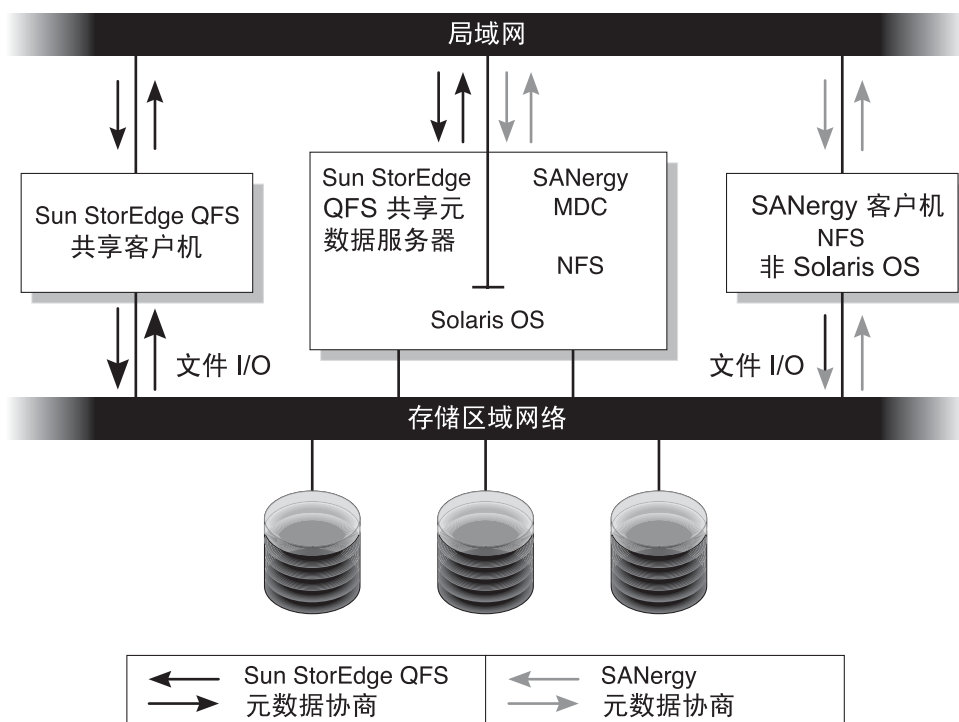 局域网
Sun StorEdge QFS
共享客户机
Sun StorEdge
QFS 共享元
数据服务器
SANergy
MDC
NFS
Solaris OS
SANergy 客户机
NFS
非 Solaris OS
文件 I/O
文件 I/O
存储区域网络
Sun StorEdge QFS
元数据协商
SANergy
元数据协商